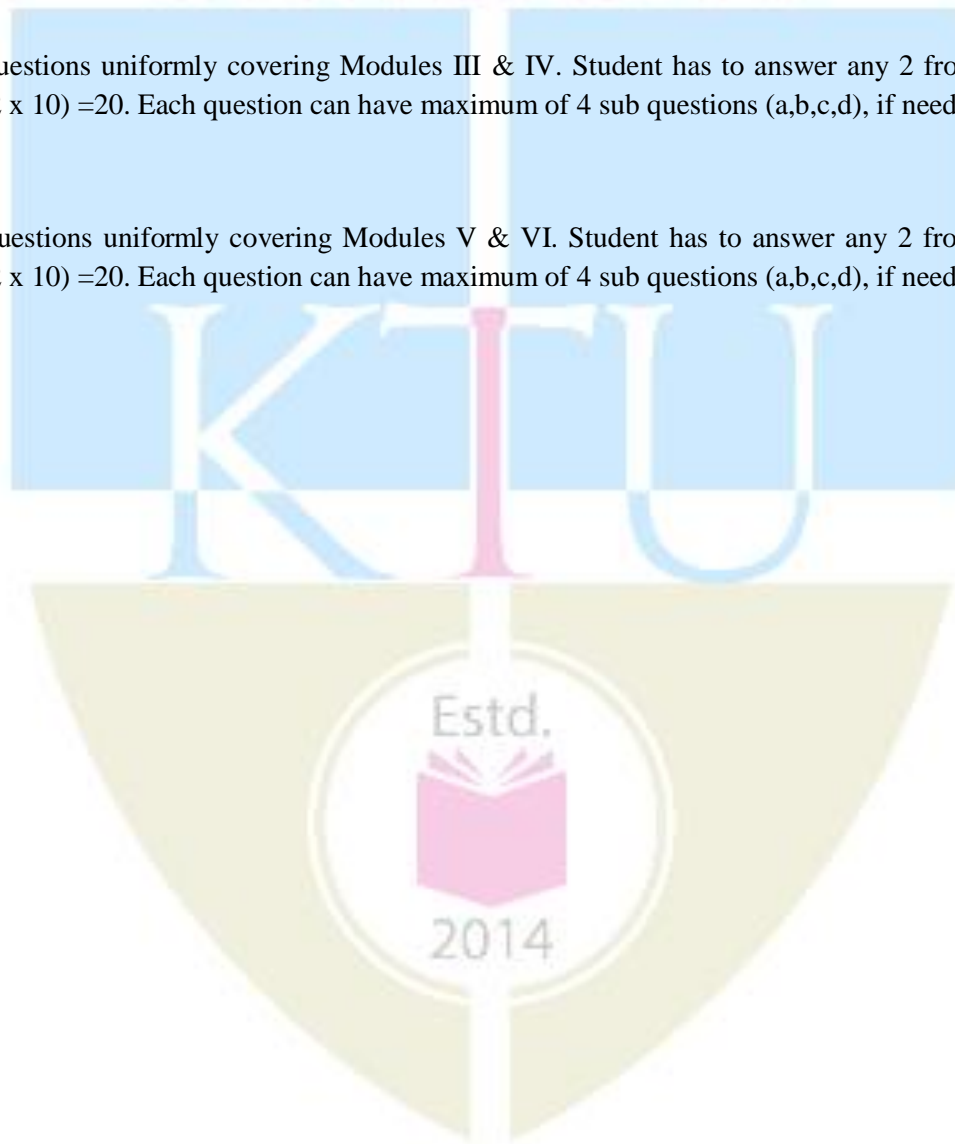 uestions uniformly covering Modules III & IV. Student has to answer any 2 fro
x 10) =20. Each question can have maximum of 4 sub questions (a,b,c,d), if need
uestions uniformly covering Modules V & VI. Student has to answer any 2 fro
x 10) =20. Each question can have maximum of 4 sub questions (a,b,c,d), if need
KTU
Estd.
2014